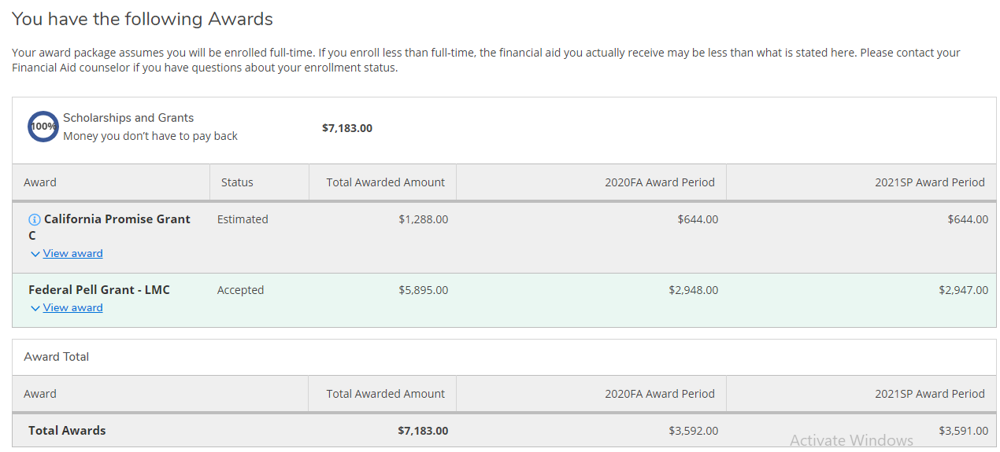 You have the following Awards
Your award package assumes you will be enrolled full-time. If you enroll less than full-time, the financial aid you actually receive may be less than what is stated here. Please contact your
Financial Aid counselor if you have questions about your enrollment status.
100%
Scholarships and Grants
Money you don't have to pay back
$7,183.00
Award Status Total Awarded Amount 2020FA Award Period 2021SP Award Period
California Promise Grant Estimated $1,288.00 $644.00 $644.00
C
View award
Federal Pell Grant - LMC Accepted $5,895.00 $2,948.00 $2,947.00
View award
Award Total
Award Total Awarded Amount 2020FA Award Period 2021SP Award Period
Total Awards $7,183.00 $3,592.00 $3,591.00
Activate Windows